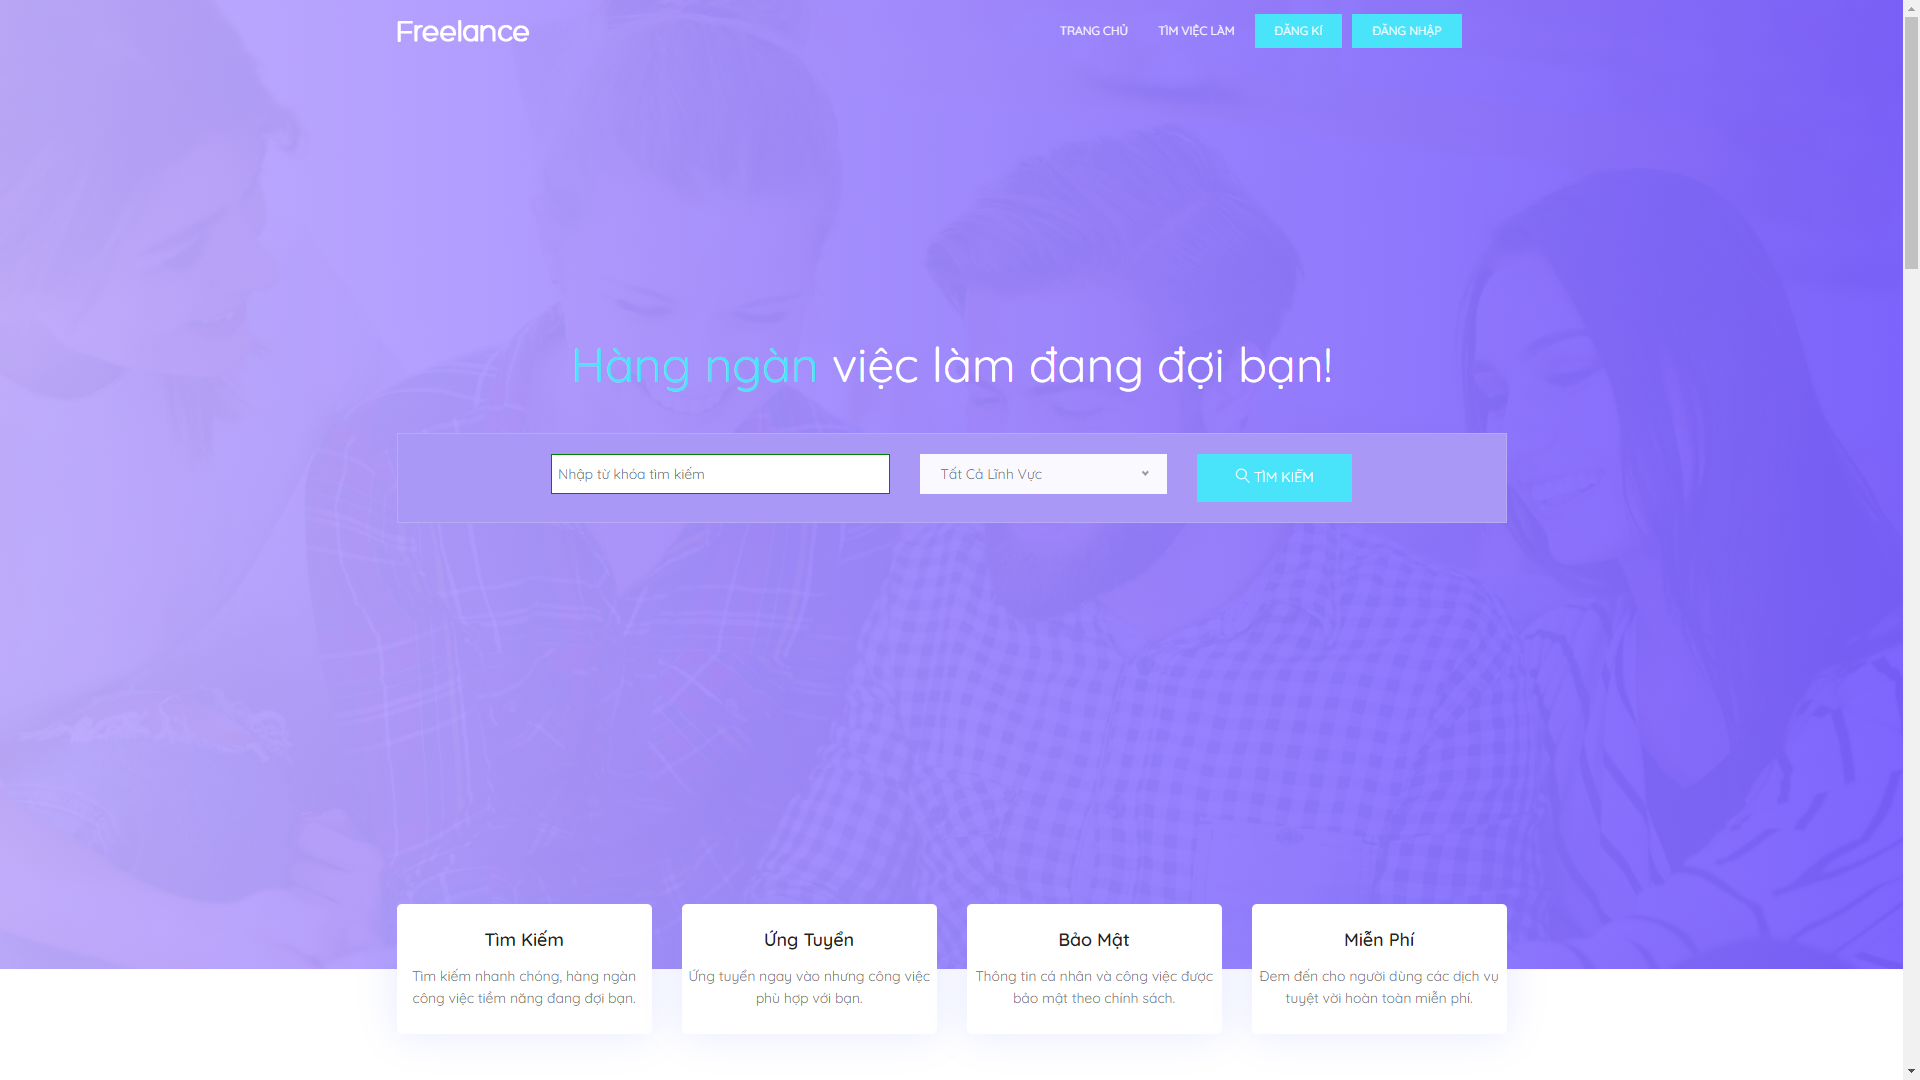 Freelance
TRANG CHỦ
TÌM VIỆC LÀM
ĐĂNG KÍ
ĐĂNG NHẬP
Hàng ngàn việc làm đang đợi bạn!
Nhập từ khóa tìm kiếm
Tất Cả Lĩnh Vực
TÌM KIẾM
Tìm Kiếm
Tìm kiếm nhanh chóng, hàng ngàn
công việc tiềm năng đang đợi bạn.
Ứng Tuyển
Ứng tuyển ngay vào nhưng công việc
phù hợp với bạn.
Bảo Mật
Thông tin cá nhân và công việc được
bảo mật theo chính sách.
Miễn Phí
Đem đến cho người dùng các dịch vụ
tuyệt vời hoàn toàn miễn phí.